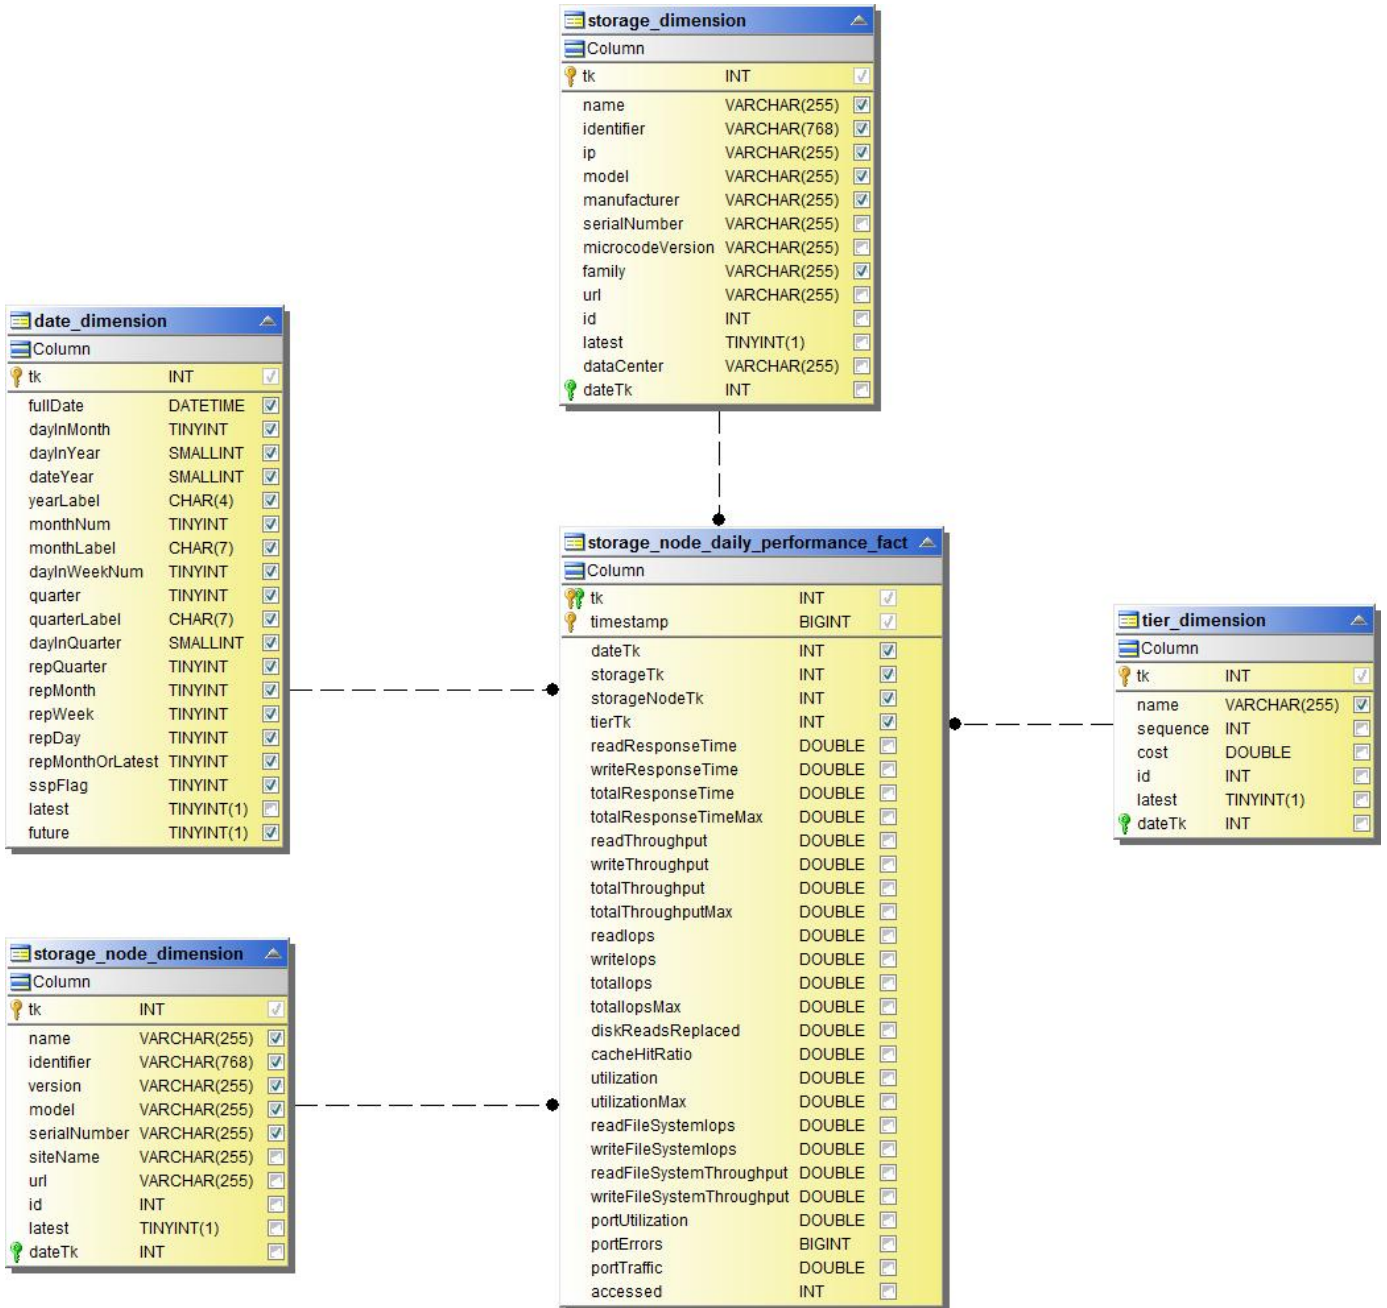 storage_dimension
Column
tk INT
name VARCHAR(255)
identifier VARCHAR(768)
ip VARCHAR(255)
model VARCHAR(255)
manufacturer VARCHAR(255)
serialNumber VARCHAR(255)
microcodeVersion VARCHAR(255)
family VARCHAR(255)
url VARCHAR(255)
id INT
latest TINYINT(1)
dataCenter VARCHAR(255)
dateTk INT
date_dimension
Column
tk INT
fullDate DATETIME
dayInMonth TINYINT
dayInYear SMALLINT
dateYear SMALLINT
yearLabel CHAR(4)
monthNum TINYINT
monthLabel CHAR(7)
dayInWeekNum TINYINT
quarter TINYINT
quarterLabel CHAR(7)
dayInQuarter SMALLINT
repQuarter TINYINT
repMonth TINYINT
repWeek TINYINT
repDay TINYINT
repMonthOrLatest TINYINT
sspFlag TINYINT
latest TINYINT(1)
future TINYINT(1)
storage_node_daily_performance_fact
Column
tk INT
timestamp BIGINT
dateTk INT
storageTk INT
storageNodeTk INT
tierTk INT
readResponseTime DOUBLE
writeResponseTime DOUBLE
totalResponseTime DOUBLE
totalResponseTimeMax DOUBLE
readThroughput DOUBLE
writeThroughput DOUBLE
totalThroughput DOUBLE
totalThroughputMax DOUBLE
readIops DOUBLE
writeIops DOUBLE
totalIops DOUBLE
totalIopsMax DOUBLE
diskReadsReplaced DOUBLE
cacheHitRatio DOUBLE
utilization DOUBLE
utilizationMax DOUBLE
readFileSystemIops DOUBLE
writeFileSystemIops DOUBLE
readFileSystemThroughput DOUBLE
writeFileSystemThroughput DOUBLE
portUtilization DOUBLE
portErrors BIGINT
portTraffic DOUBLE
accessed INT
tier_dimension
Column
tk INT
name VARCHAR(255)
sequence INT
cost DOUBLE
id INT
latest TINYINT(1)
dateTk INT
storage_node_dimension
Column
tk INT
name VARCHAR(255)
identifier VARCHAR(768)
version VARCHAR(255)
model VARCHAR(255)
serialNumber VARCHAR(255)
siteName VARCHAR(255)
url VARCHAR(255)
id INT
latest TINYINT(1)
dateTk INT